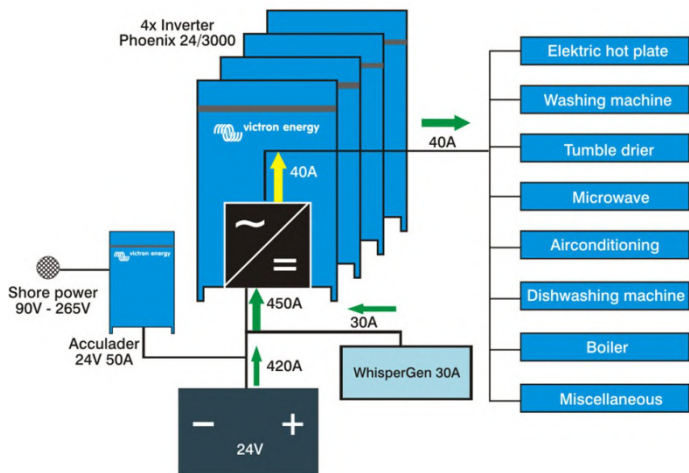 4x Inverter
Phoenix 24/3000
victron energy
40A
40A
victron energy
Shore power
90V - 265V
Acculader
24V 50A
450A
30A
420A
WhisperGen 30A
24V
Elektric hot plate
Washing machine
Tumble drier
Microwave
Airconditioning
Dishwashing machine
Boiler
Miscellaneous